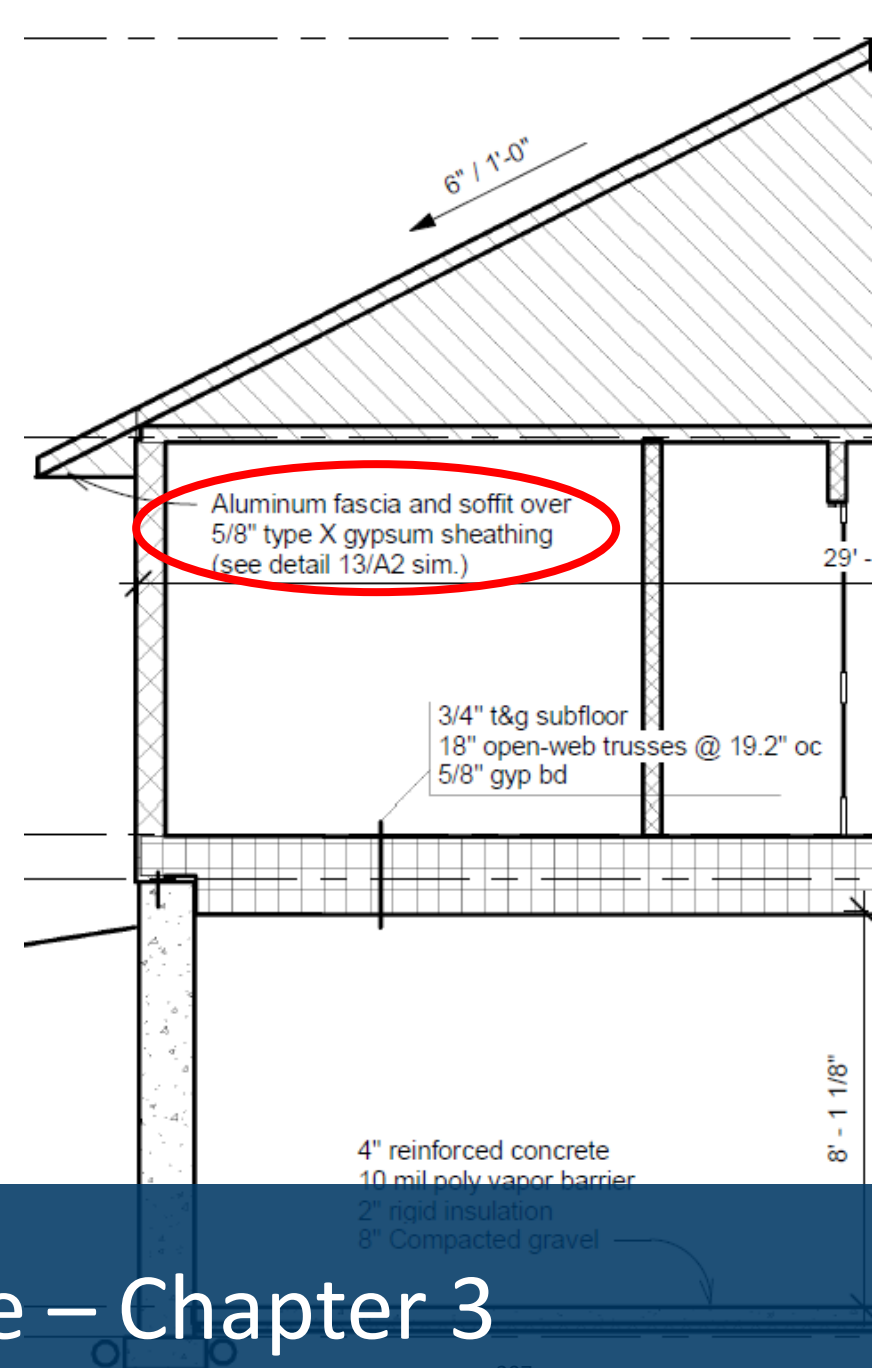 6" / 1'-0"
Aluminum fascia and soffit over
5/8" type X gypsum sheathing
(see detail 13/A2 sim.)
29' -
3/4" t&g subfloor
18" open-web trusses @ 19.2" oc
5/8" gyp bd
8' - 1 1/8"
4" reinforced concrete
10 mil poly vapor barrier
2" rigid insulation
8" Compacted gravel
e – Chapter 3